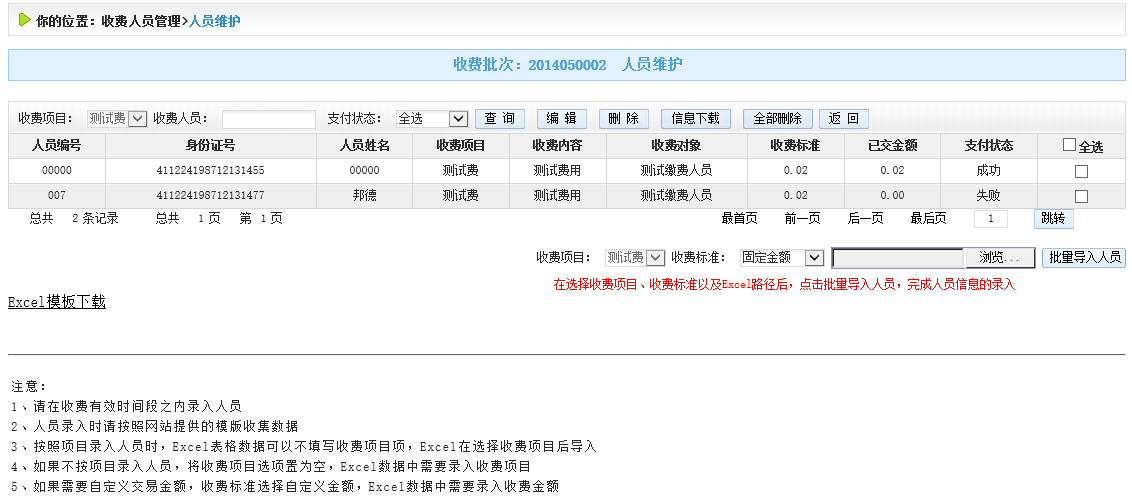 你的位置：收费人员管理>人员维护
收费批次：2014050002 人员维护
收费项目： 测试费 收费人员： 支付状态： 全选 查 询 编 辑 删 除 信息下载 全部删除 返 回
人员编号 身份证号 人员姓名 收费项目 收费内容 收费对象 收费标准 已交金额 支付状态 全选
00000 411224198712131455 00000 测试费 测试费用 测试缴费人员 0.02 0.02 成功
007 411224198712131477 邦德 测试费 测试费用 测试缴费人员 0.02 0.00 失败
总共 2 条记录 总共 1 页 第 1 页 最首页 前一页 后一页 最后页 1 跳转
收费项目： 测试费 收费标准： 固定金额 浏览... 批量导入人员
在选择收费项目、收费标准以及Excel路径后，点击批量导入人员，完成人员信息的录入
Excel模板下载
注意：
1、请在收费有效时间段之内录入人员
2、人员录入时请按照网站提供的模版收集数据
3、按照项目录入人员时，Excel表格数据可以不填写收费项目项，Excel在选择收费项目后导入
4、如果不按项目录入人员，将收费项目选项置为空，Excel数据中需要录入收费项目
5、如果需要自定义交易金额，收费标准选择自定义金额，Excel数据中需要录入收费金额